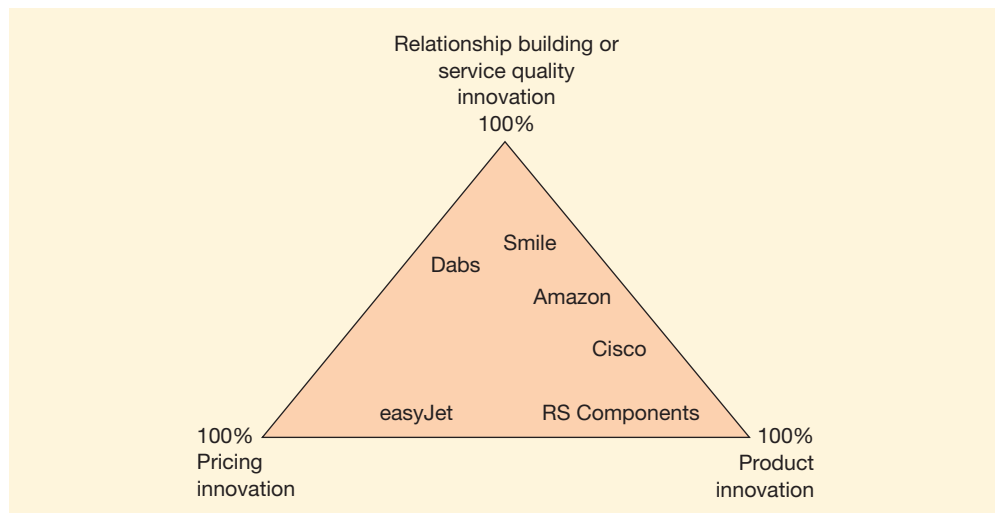 Relationship building or
service quality
innovation
100%
Smile
Dabs
Amazon
Cisco
easyJet
RS Components
100%
Pricing
innovation
100%
Product
innovation